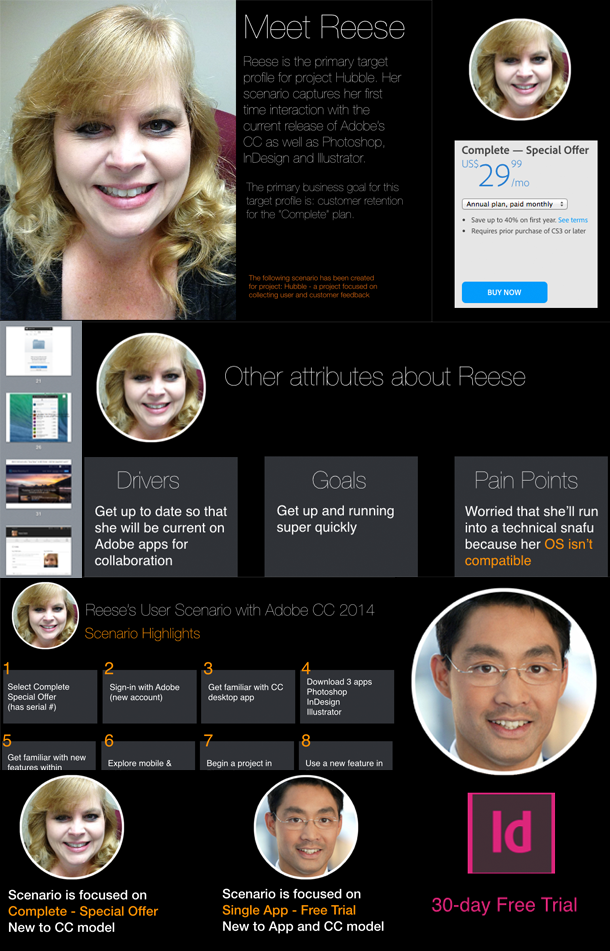 Meet Reese
Reese is the primary target
profile for project Hubble. Her
scenario captures her first
time interaction with the
current release of Adobe's
CC as well as Photoshop,
InDesign and Illustrator.
The primary business goal for this
target profile is: customer retention
for the "Complete" plan.
The following scenario has been created
for project: Hubble - a project focused on
collecting user and customer feedback
Complete — Special Offer
US$ 29 99 /mo
Annual plan, paid monthly
Save up to 40% on first year. See terms
Requires prior purchase of CS3 or later
BUY NOW
Other attributes about Reese
Drivers
Get up to date so that
she will be current on
Adobe apps for
collaboration
Goals
Get up and running
super quickly
Pain Points
Worried that she'll run
into a technical snafu
because her OS isn't
compatible
Reese's User Scenario with Adobe CC 2014
Scenario Highlights
1
Select Complete
Special Offer
(has serial #)
2
Sign-in with Adobe
(new account)
3
Get familiar with CC
desktop app
4
Download 3 apps
Photoshop
InDesign
Illustrator
5
Get familiar with new
features within
6
Explore mobile &
7
Begin a project in
8
Use a new feature in
Scenario is focused on
Complete - Special Offer
New to CC model
Scenario is focused on
Single App - Free Trial
New to App and CC model
Id
30-day Free Trial